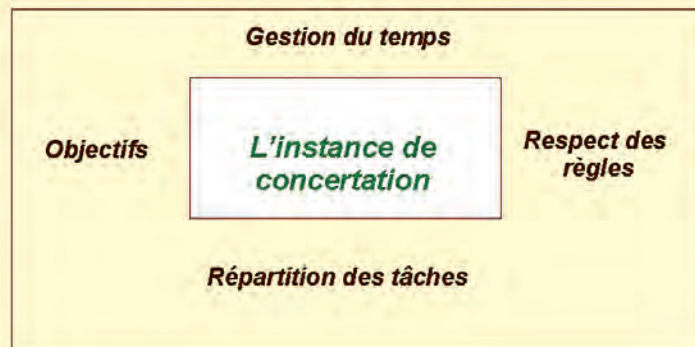 Gestion du temps
Objectifs
L'instance de
concertation
Respect des
règles
Répartition des tâches